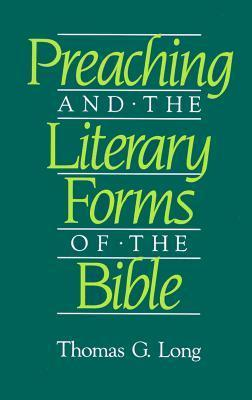 Preaching
AND·THE
Literary
Forms
OF·THE
Bible
Thomas G. Long